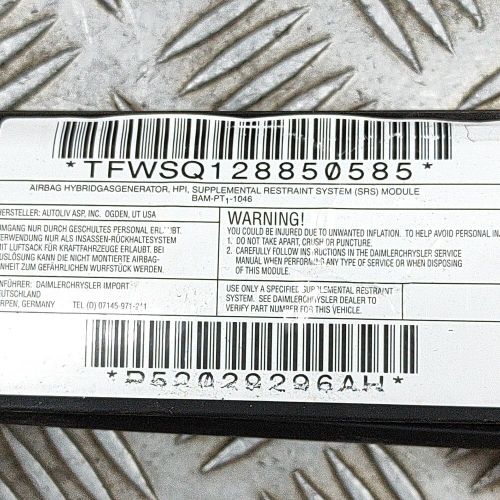 *TFWSQ128850585*
AIRBAG HYBRIDGASGENERATOR, HPI, SUPPLEMENTAL RESTRAINT SYSTEM (SRS) MODULE
BAM-PT1-1046
HERSTELLER: AUTOLIV ASP, INC. OGDEN, UT USA
UMGANG NUR DURCH GESCHULTES PERSONAL ERLAUBT.
VERWENDUNG NUR ALS INSASSEN-RÜCKHALTESYSTEM
MIT LUFTSACK FÜR KRAFTFAHRZEUGE ERLAUBT. BEI
AUSLÖSUNG KANN DIE NICHT MONTIERTE AIRBAG-
EINHEIT ZUM GEFÄHRLICHEN WURFSTÜCK WERDEN.
EINFÜHRER: DAIMLERCHRYSLER IMPORT
DEUTSCHLAND
GERMANY TEL (D) 07145-971-211
WARNING!
YOU COULD BE INJURED DUE TO UNWANTED INFLATION. TO HELP AVOID PERSONAL
1. DO NOT TAKE APART, CRUSH OR PUNCTURE.
2. CAREFULLY FOLLOW INSTRUCTIONS IN THE DAIMLERCHRYSLER SERVICE
MANUAL WHEN PERFORMING ANY TYPE OF SERVICE OR WHEN DISPOSING
OF THIS MODULE.
USE ONLY A SPECIFIED SUPPLEMENTAL RESTRAINT
SYSTEM. SEE DAIMLERCHRYSLER DEALER TO
VERIFY PART NUMBER FOR THIS VEHICLE.
*P52029296AH*